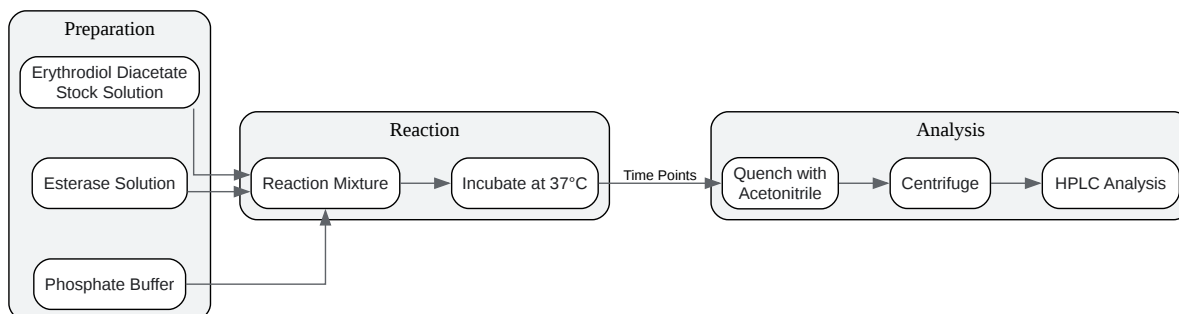 Preparation
Erythrodiol Diacetate
Stock Solution
Esterase Solution
Phosphate Buffer
Reaction
Reaction Mixture
Incubate at 37°C
Time Points
Analysis
Quench with
Acetonitrile
Centrifuge
HPLC Analysis